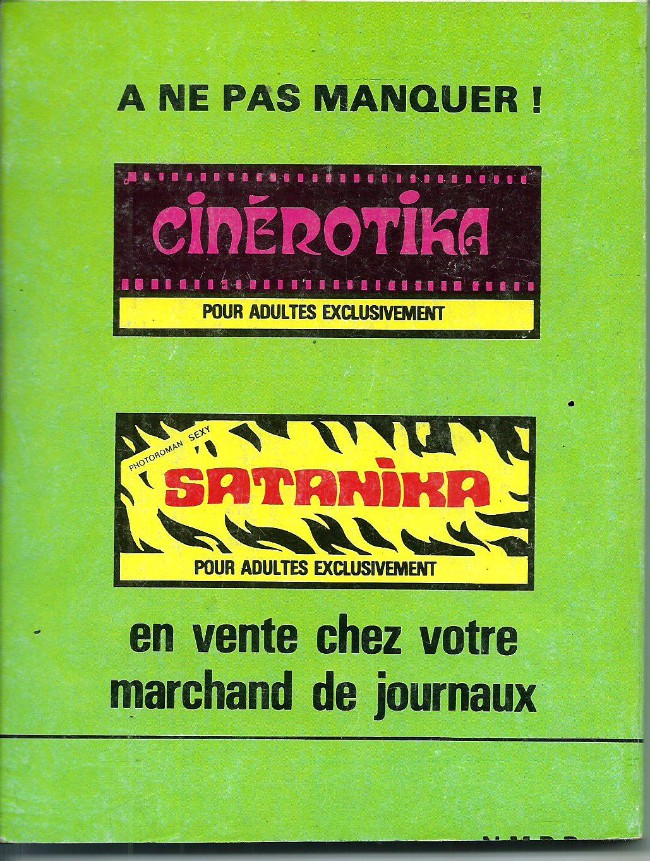 A NE PAS MANQUER !
CINÉROTIKA
POUR ADULTES EXCLUSIVEMENT
PHOTOROMAN SEXY
SATANiKA
POUR ADULTES EXCLUSIVEMENT
en vente chez votre
marchand de journaux